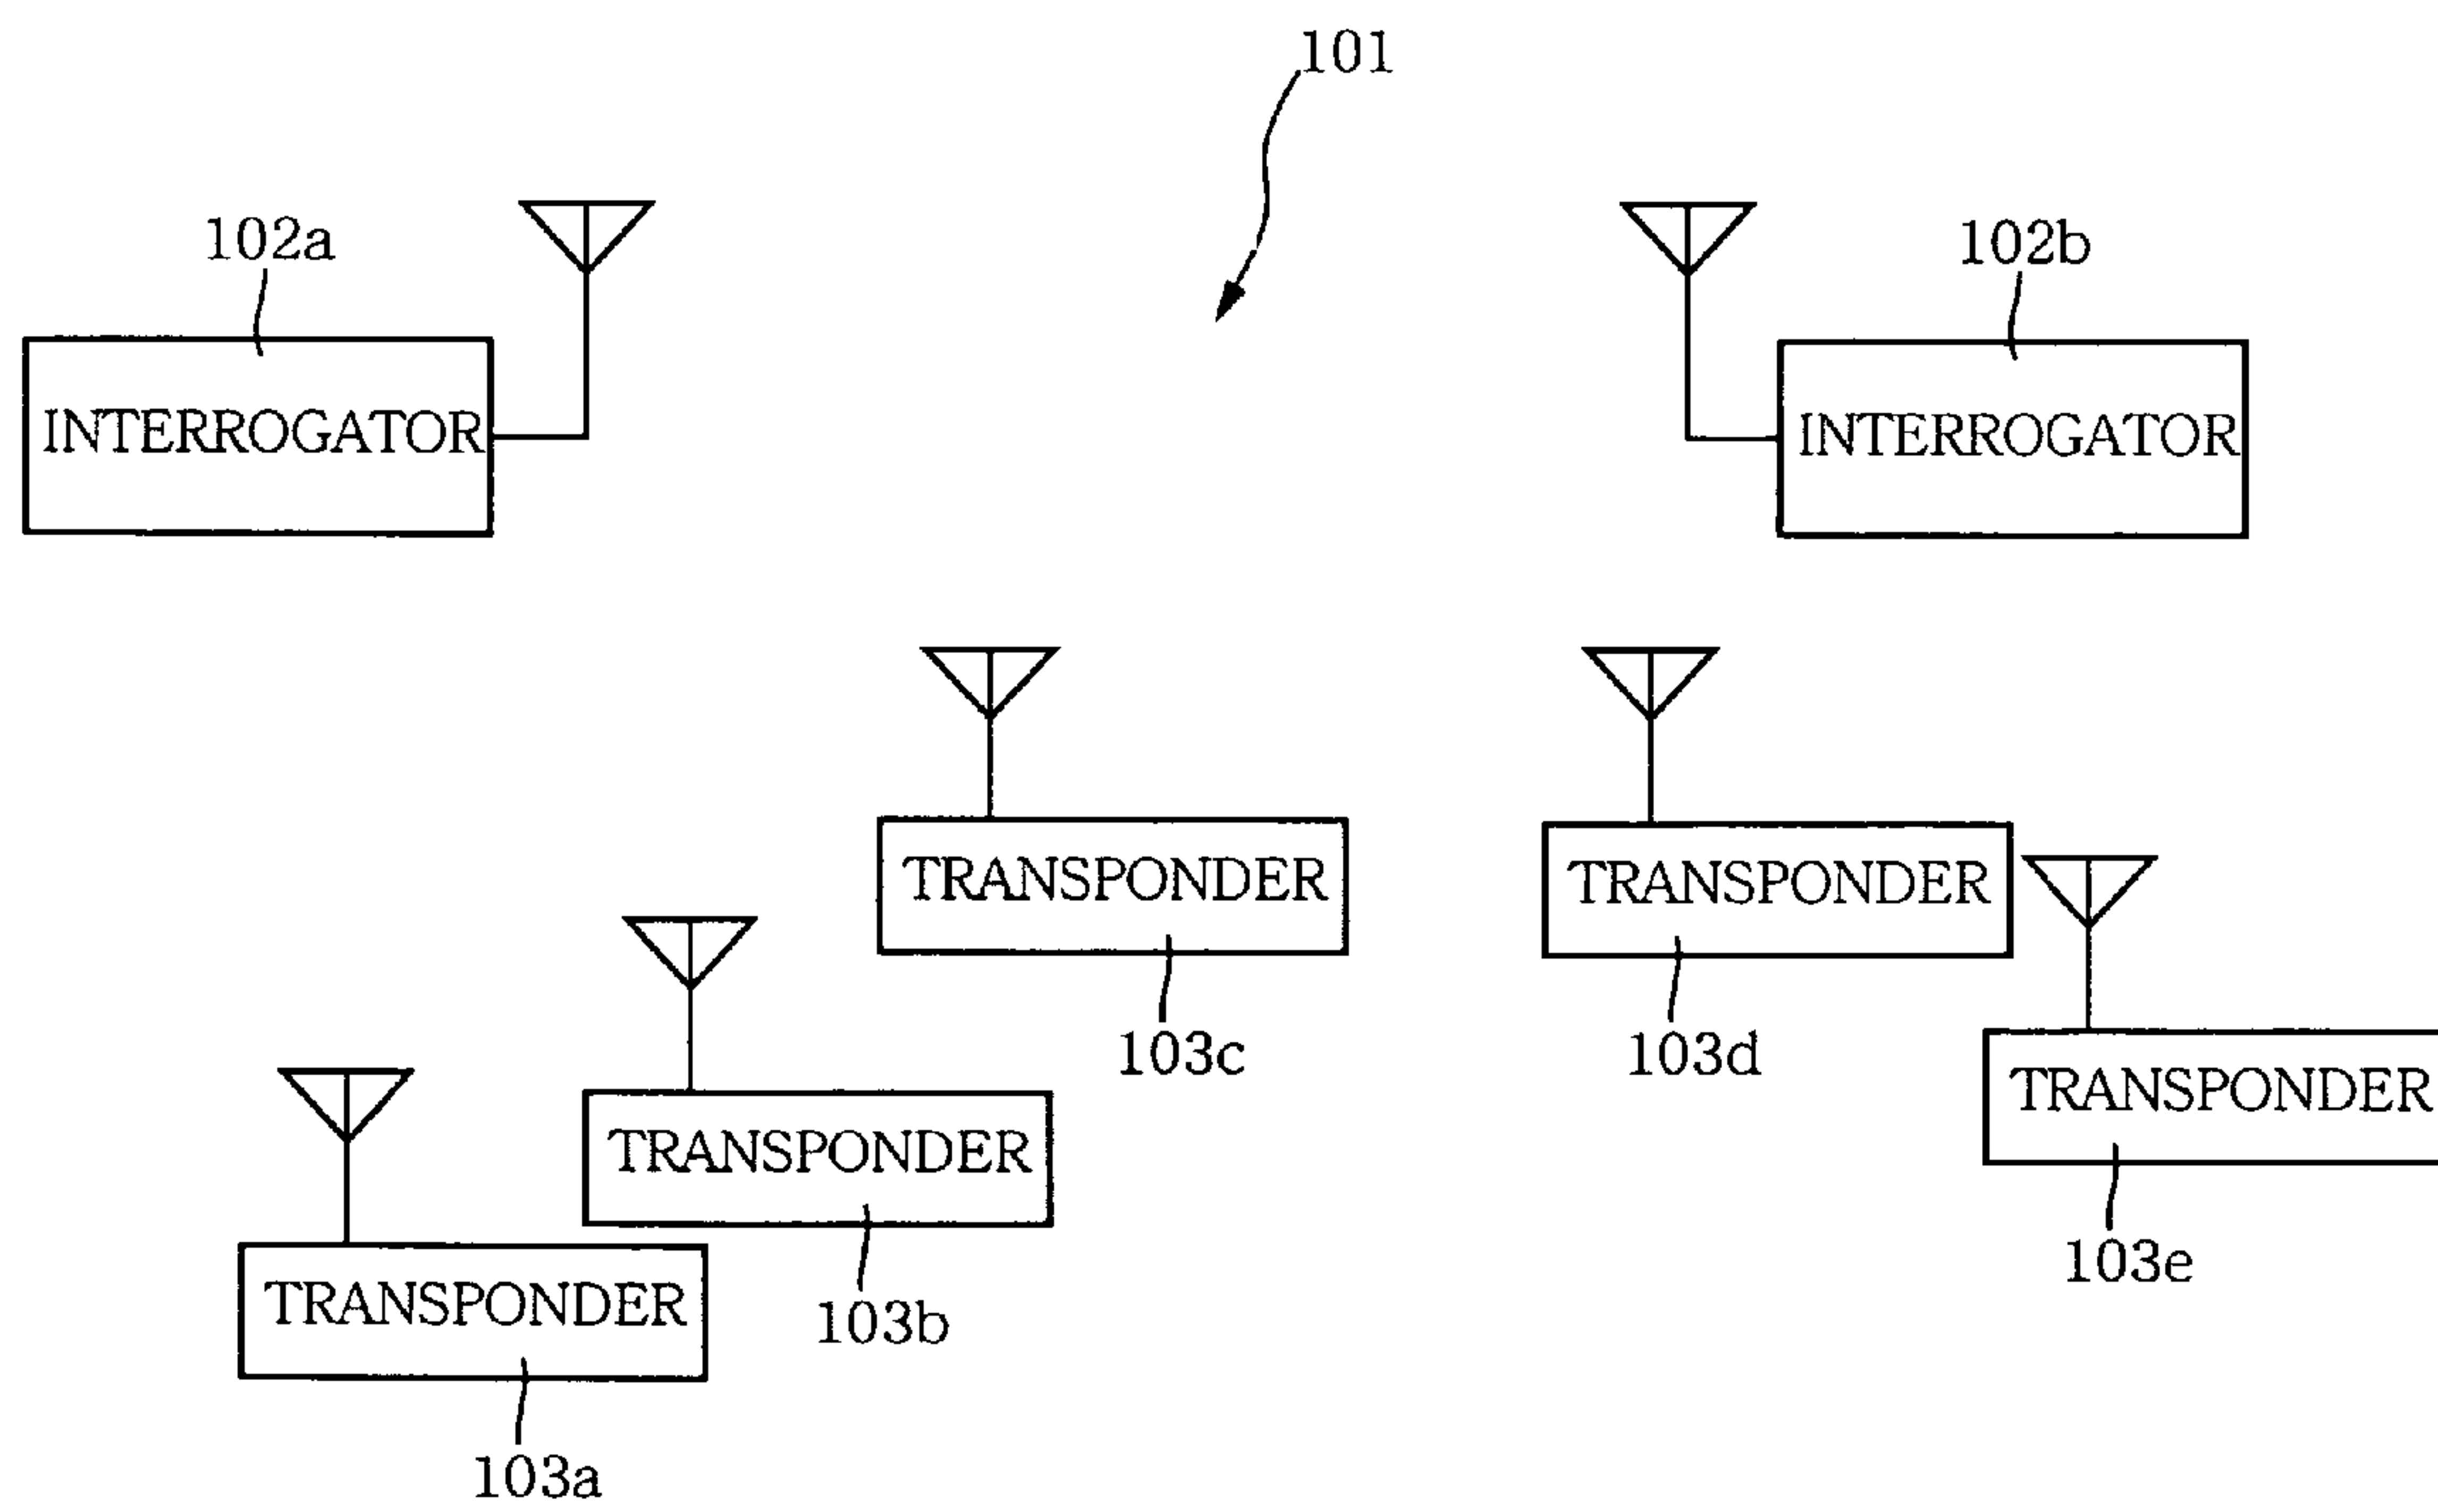 101
102a
102b
INTERROGATOR
INTERROGATOR
TRANSPONDER
TRANSPONDER
103c
103d
TRANSPONDER
TRANSPONDER
103e
103b
TRANSPONDER
103a